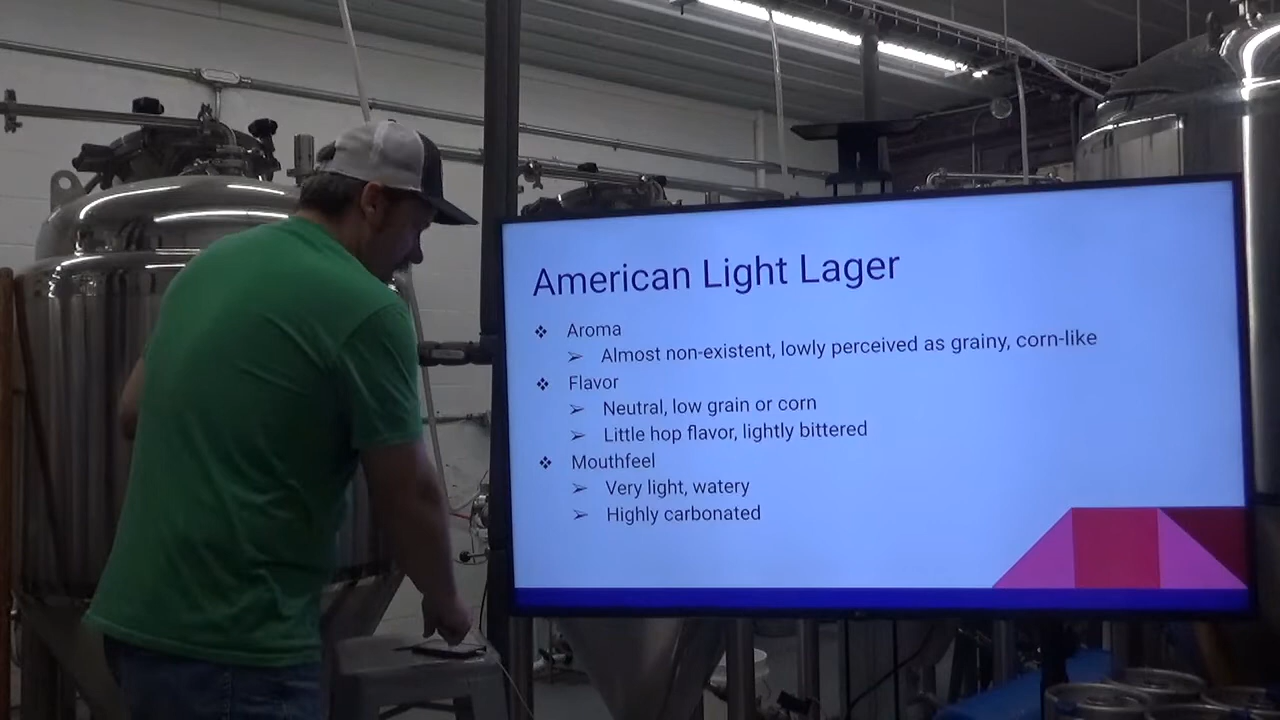 American Light Lager
❖ Aroma
➢ Almost non-existent, lowly perceived as grainy, corn-like
❖ Flavor
➢ Neutral, low grain or corn
➢ Little hop flavor, lightly bittered
❖ Mouthfeel
➢ Very light, watery
➢ Highly carbonated